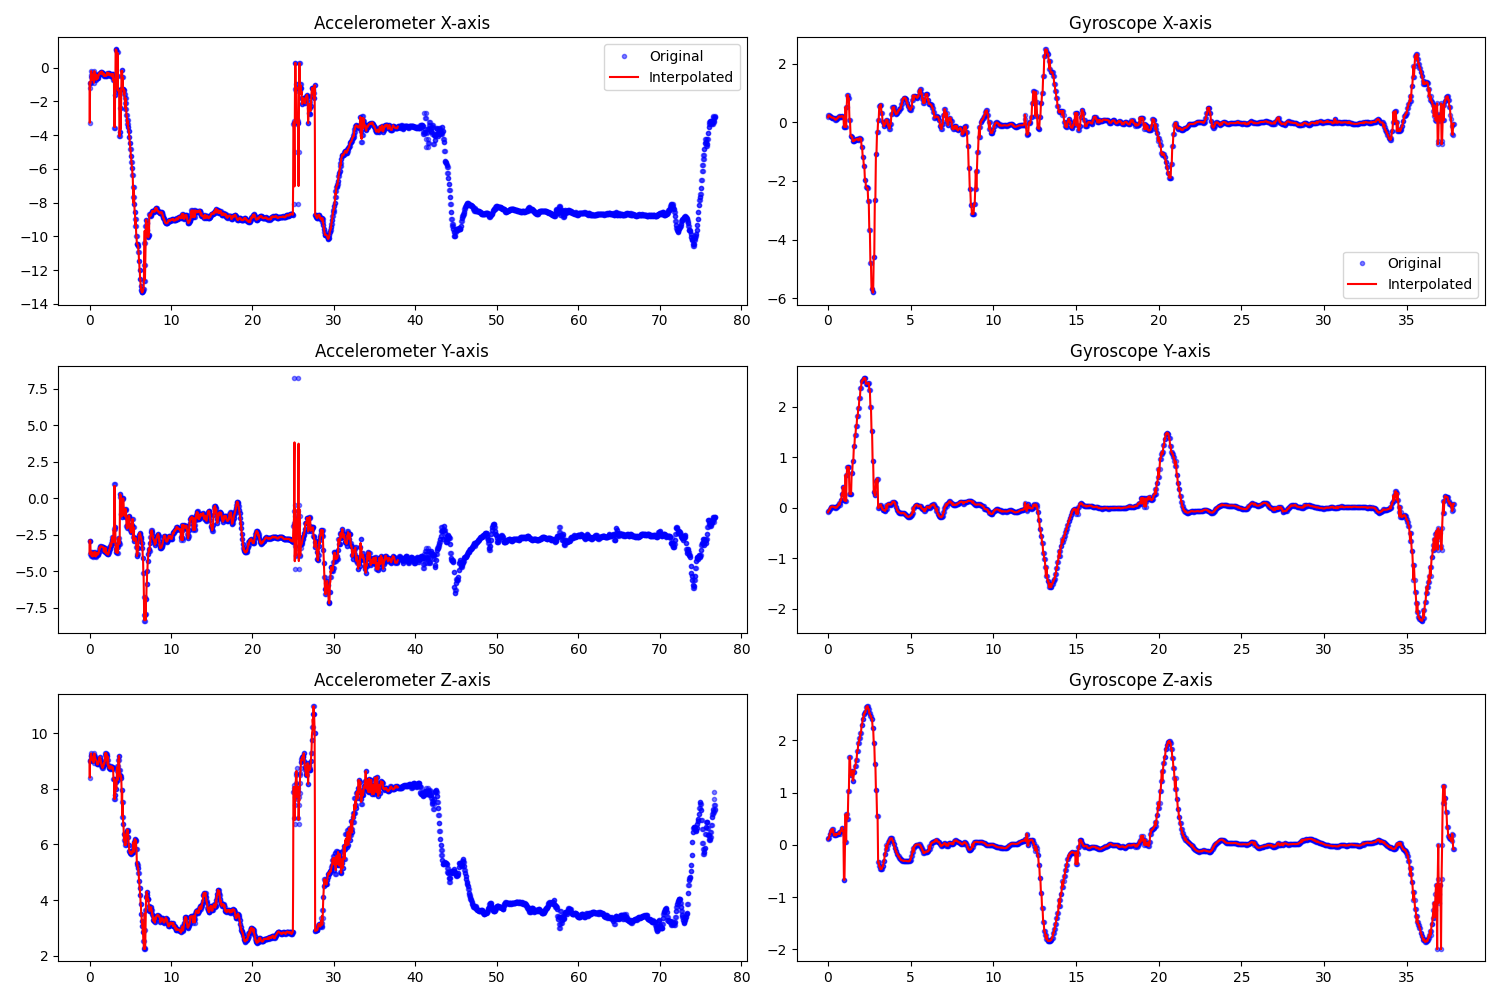 Accelerometer X-axis
0
−2
−4
−6
−8
−10
−12
−14
0 10 20 30 40 50 60 70 80
Original
Interpolated
Gyroscope X-axis
2
0
−2
−4
−6
0 5 10 15 20 25 30 35
Original
Interpolated
Accelerometer Y-axis
7.5
5.0
2.5
0.0
−2.5
−5.0
−7.5
0 10 20 30 40 50 60 70 80
Gyroscope Y-axis
2
1
0
−1
−2
0 5 10 15 20 25 30 35
Accelerometer Z-axis
10
8
6
4
2
0 10 20 30 40 50 60 70 80
Gyroscope Z-axis
2
1
0
−1
−2
0 5 10 15 20 25 30 35